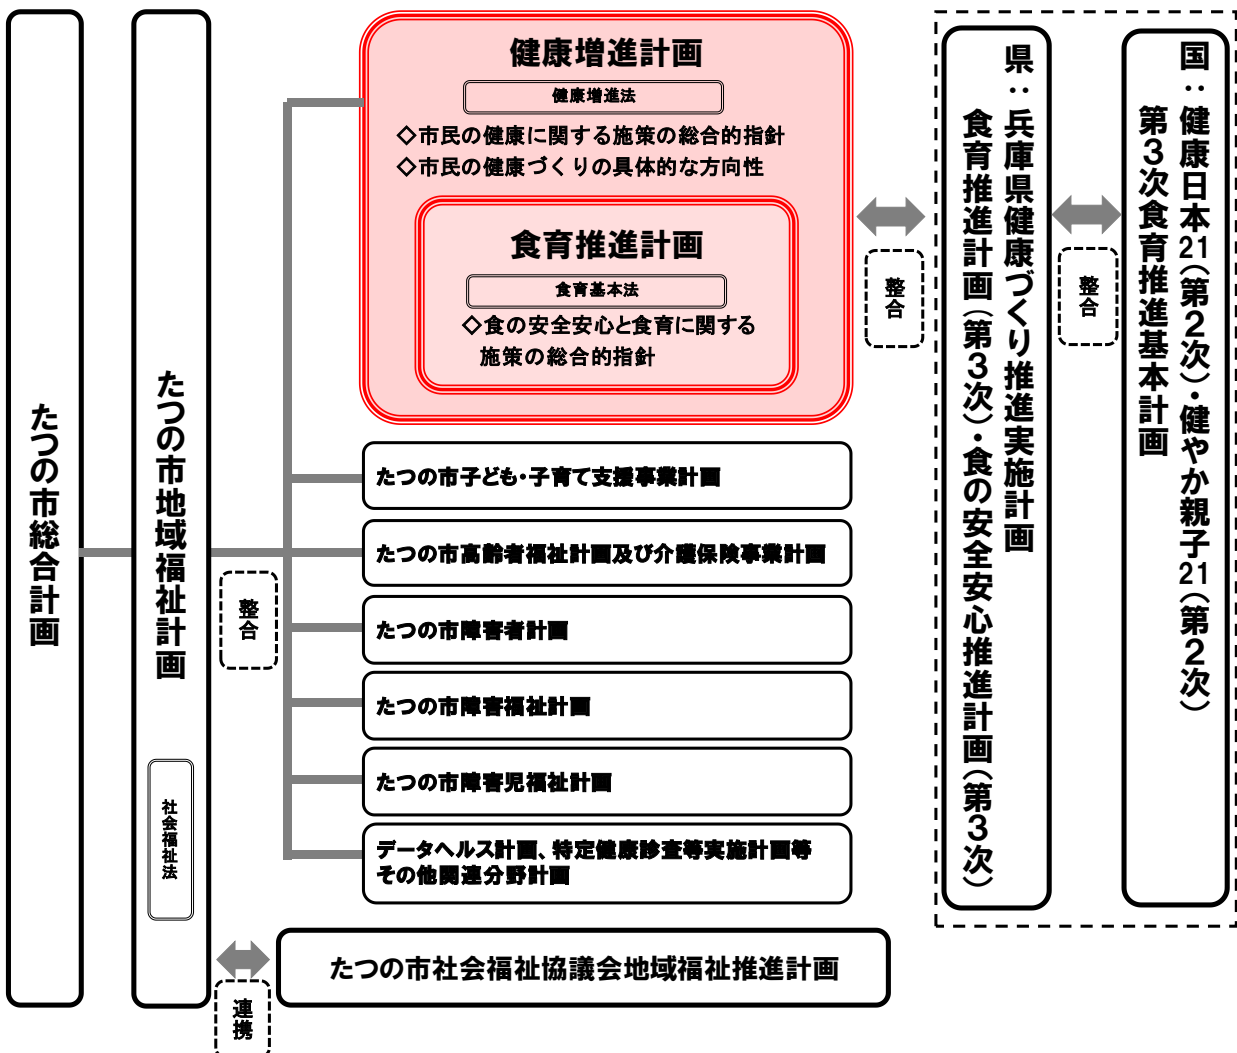 たつの市総合計画
たつの市地域福祉計画
社会福祉法
健康増進計画
健康増進法
◇市民の健康に関する施策の総合的指針
◇市民の健康づくりの具体的な方向性
食育推進計画
食育基本法
◇食の安全安心と食育に関する
施策の総合的指針
整合
たつの市子ども・子育て支援事業計画
たつの市高齢者福祉計画及び介護保険事業計画
たつの市障害者計画
たつの市障害福祉計画
たつの市障害児福祉計画
データヘルス計画、特定健康診査等実施計画等
その他関連分野計画
連携
たつの市社会福祉協議会地域福祉推進計画
整合
県：兵庫県健康づくり推進実施計画
食育推進計画（第３次）・食の安全安心推進計画（第３次）
整合
国：健康日本21（第２次）・健やか親子21（第２次）
第３次食育推進基本計画